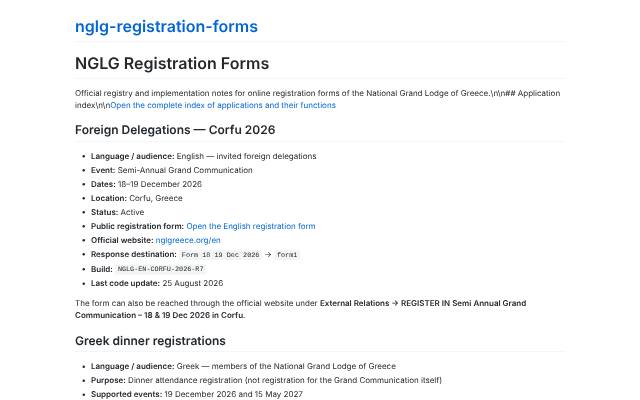 nglg-registration-forms
NGLG Registration Forms
Official registry and implementation notes for online registration forms of the National Grand Lodge of Greece.\n\n## Application
index\n\nOpen the complete index of applications and their functions
Foreign Delegations — Corfu 2026
• Language / audience: English — invited foreign delegations
• Event: Semi-Annual Grand Communication
• Dates: 18–19 December 2026
• Location: Corfu, Greece
• Status: Active
• Public registration form: Open the English registration form
• Official website: nglgreece.org/en
• Response destination: Form 18 19 Dec 2026 → form1
• Build: NGLG-EN-CORFU-2026-R7
• Last code update: 25 August 2026
The form can also be reached through the official website under External Relations → REGISTER IN Semi Annual Grand
Communication – 18 & 19 Dec 2026 in Corfu.
Greek dinner registrations
• Language / audience: Greek — members of the National Grand Lodge of Greece
• Purpose: Dinner attendance registration (not registration for the Grand Communication itself)
• Supported events: 19 December 2026 and 15 May 2027